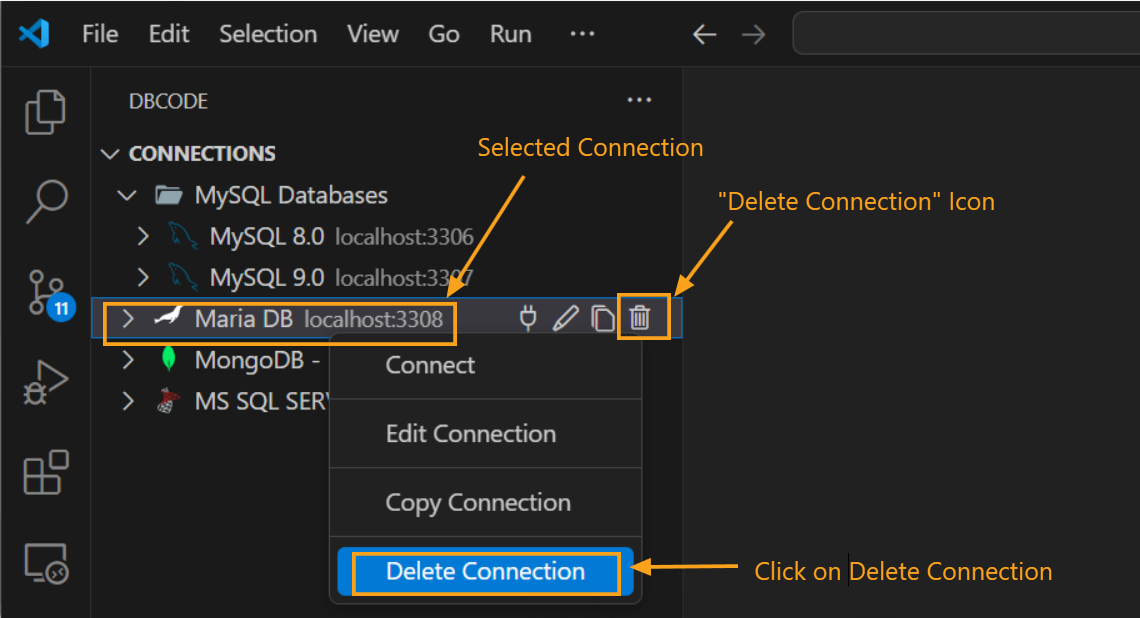 File Edit Selection View Go Run ···
DBCODE ···
CONNECTIONS
Selected Connection
MySQL Databases
"Delete Connection" Icon
MySQL 8.0 localhost:3306
MySQL 9.0 localhost:3307
11
Maria DB localhost:3308
MongoDB -
Connect
MS SQL SERV
Edit Connection
Copy Connection
Delete Connection
Click on Delete Connection